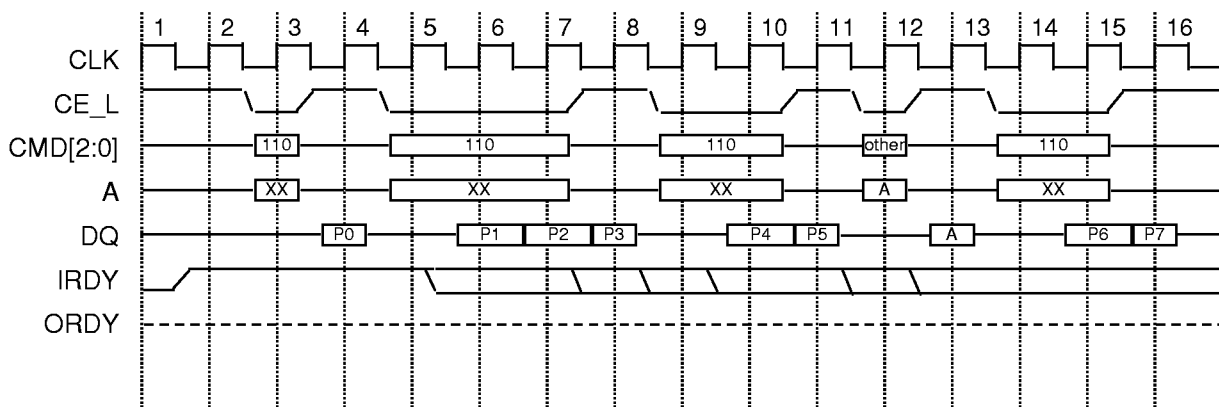 1 2 3 4 5 6 7 8 9 10 11 12 13 14 15 16
CLK
CE_L
CMD[2:0] 110 110 110 other 110
A XX XX XX A XX
DQ P0 P1 P2 P3 P4 P5 A P6 P7
IRDY
ORDY